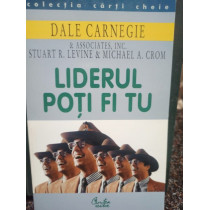 colecția cărți cheie
DALE CARNEGIE
& ASSOCIATES, INC.
STUART R. LEVINE & MICHAEL A. CROM
LIDERUL
POȚI FI TU